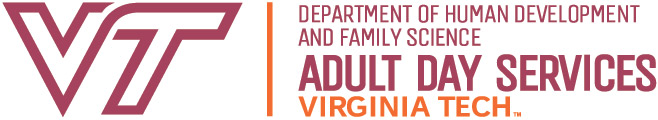 VT
DEPARTMENT OF HUMAN DEVELOPMENT
AND FAMILY SCIENCE
ADULT DAY SERVICES
VIRGINIA TECH™